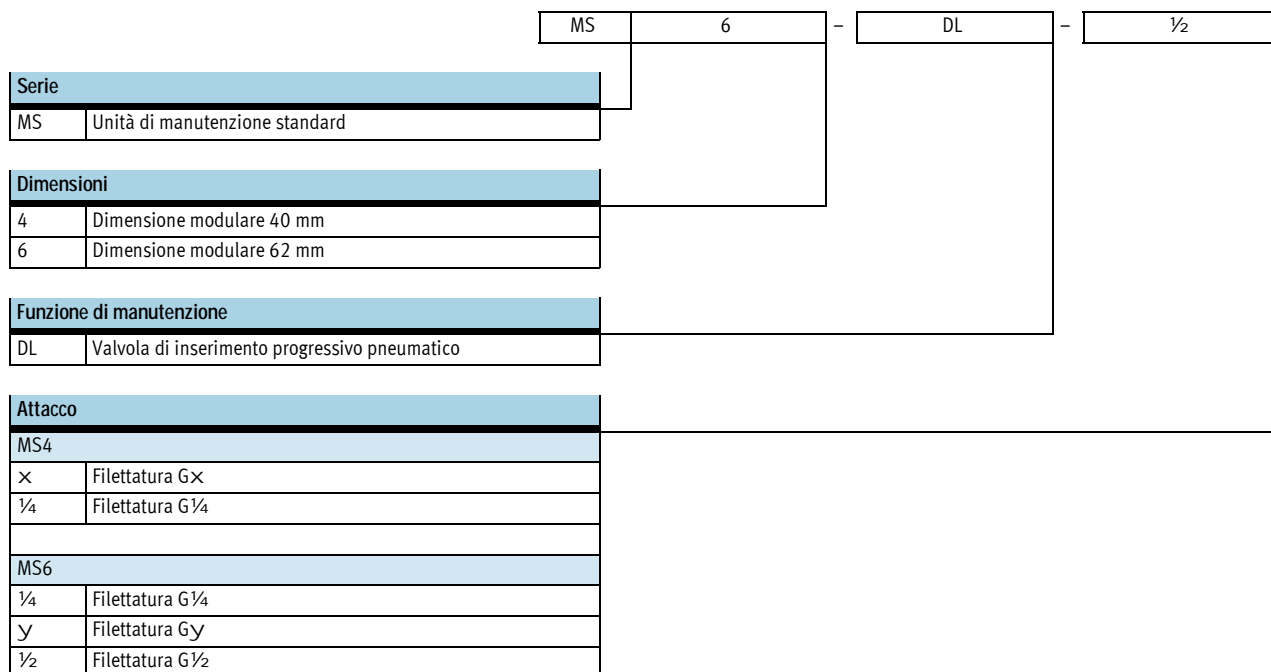 MS 6 – DL – ½
Serie
MS Unità di manutenzione standard
Dimensioni
4 Dimensione modulare 40 mm
6 Dimensione modulare 62 mm
Funzione di manutenzione
DL Valvola di inserimento progressivo pneumatico
Attacco
MS4
x Filettatura Gx
¼ Filettatura G¼
MS6
¼ Filettatura G¼
y Filettatura Gy
½ Filettatura G½